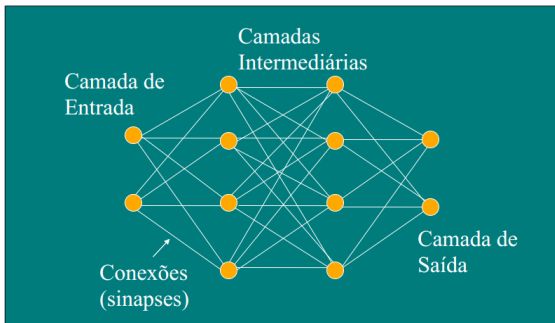 Camadas
Intermediárias
Camada de
Entrada
Camada de
Saída
Conexões
(sinapses)